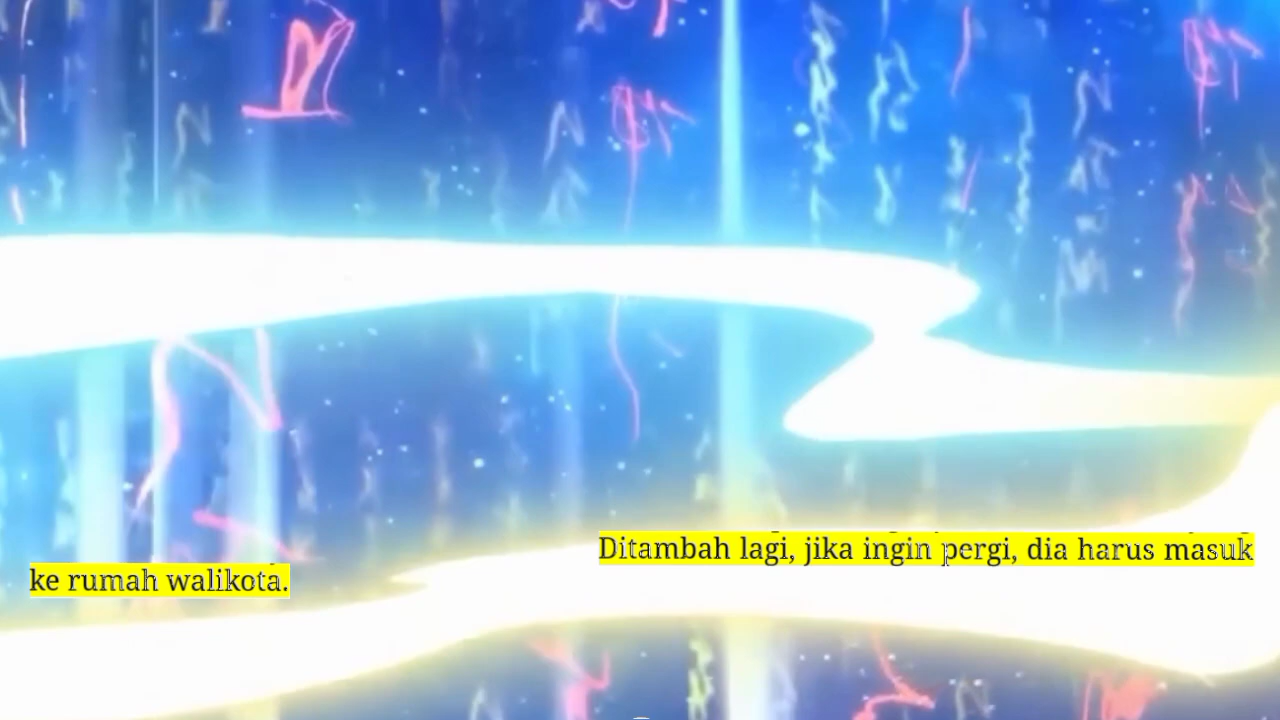 Ditambah lagi, jika ingin pergi, dia harus masuk
ke rumah walikota.